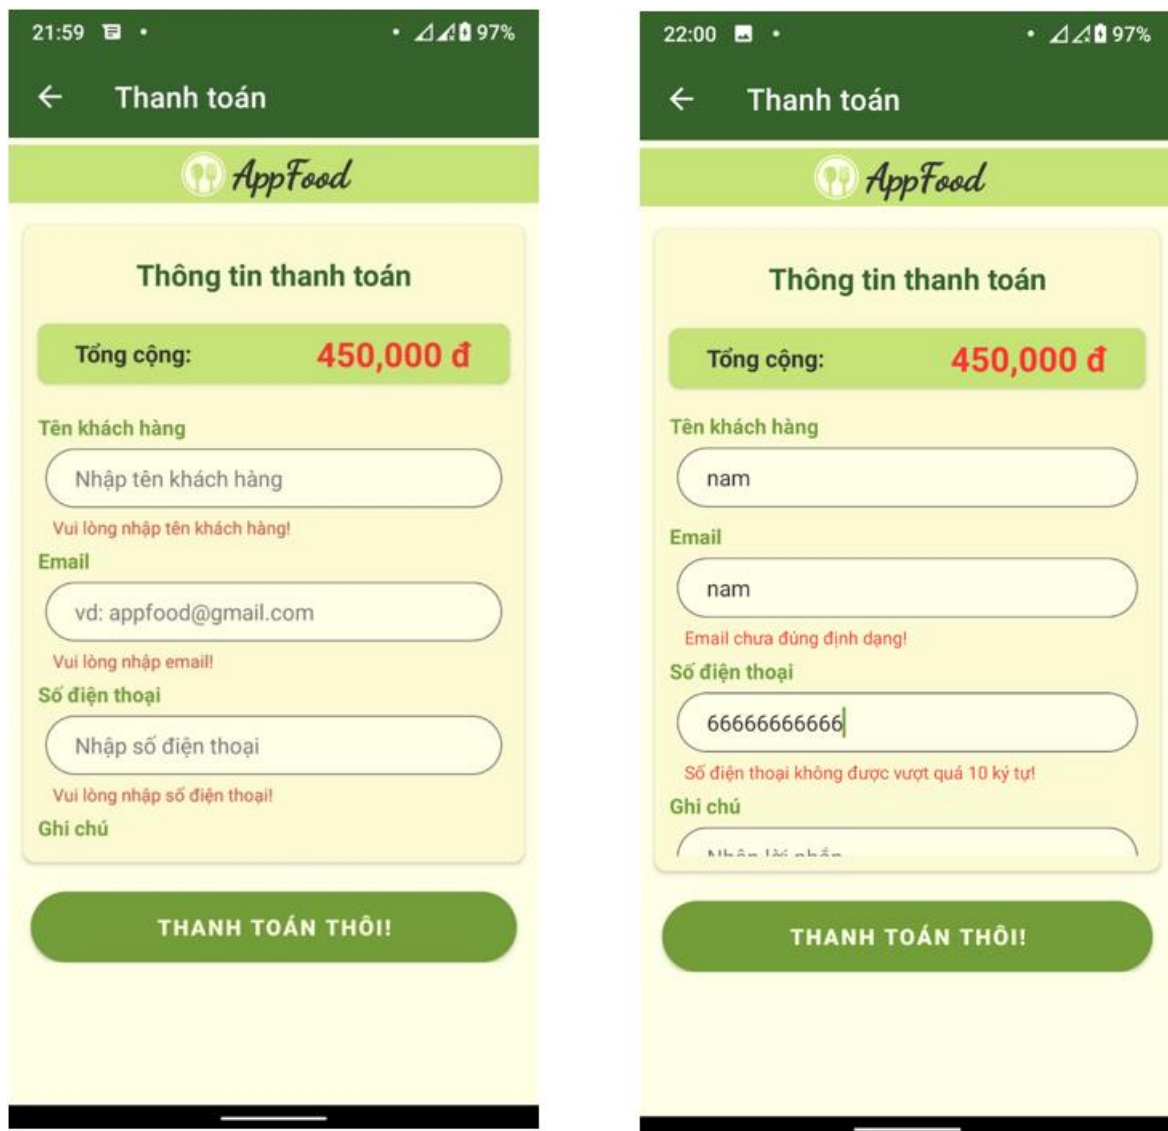 21:59
97%
Thanh toán
AppFood
Thông tin thanh toán
Tổng cộng:
450,000 đ
Tên khách hàng
Nhập tên khách hàng
Vui lòng nhập tên khách hàng!
Email
vd: appfood@gmail.com
Vui lòng nhập email!
Số điện thoại
Nhập số điện thoại
Vui lòng nhập số điện thoại!
Ghi chú
THANH TOÁN THÔI!
22:00
97%
Thanh toán
AppFood
Thông tin thanh toán
Tổng cộng:
450,000 đ
Tên khách hàng
nam
Email
nam
Email chưa đúng định dạng!
Số điện thoại
66666666666
Số điện thoại không được vượt quá 10 ký tự!
Ghi chú
Nhập lời nhắn
THANH TOÁN THÔI!